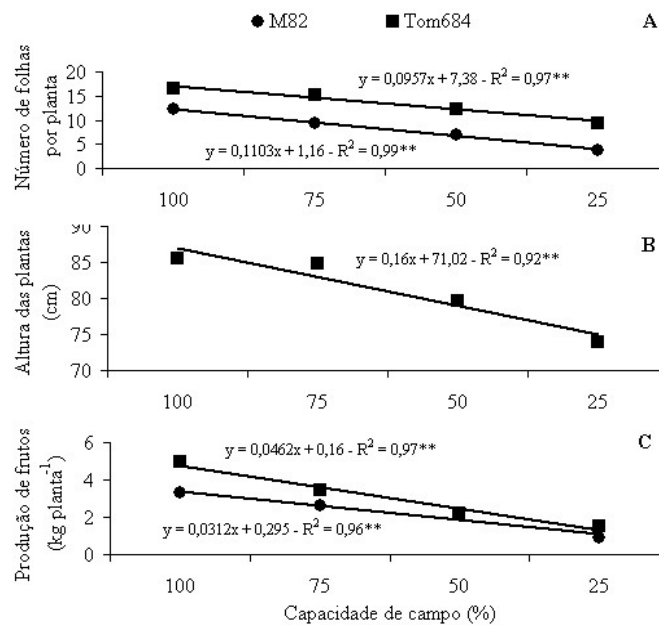 M82 Tom684
A
Número de folhas
por planta
20
15
10
5
0
y = 0,0957x + 7,38 - R² = 0,97**
y = 0,1103x + 1,16 - R² = 0,99**
100 75 50 25
B
Altura das plantas
(cm)
90
85
80
75
70
y = 0,16x + 71,02 - R² = 0,92**
100 75 50 25
C
Produção de frutos
(kg planta⁻¹)
6
4
2
0
y = 0,0462x + 0,16 - R² = 0,97**
y = 0,0312x + 0,295 - R² = 0,96**
100 75 50 25
Capacidade de campo (%)